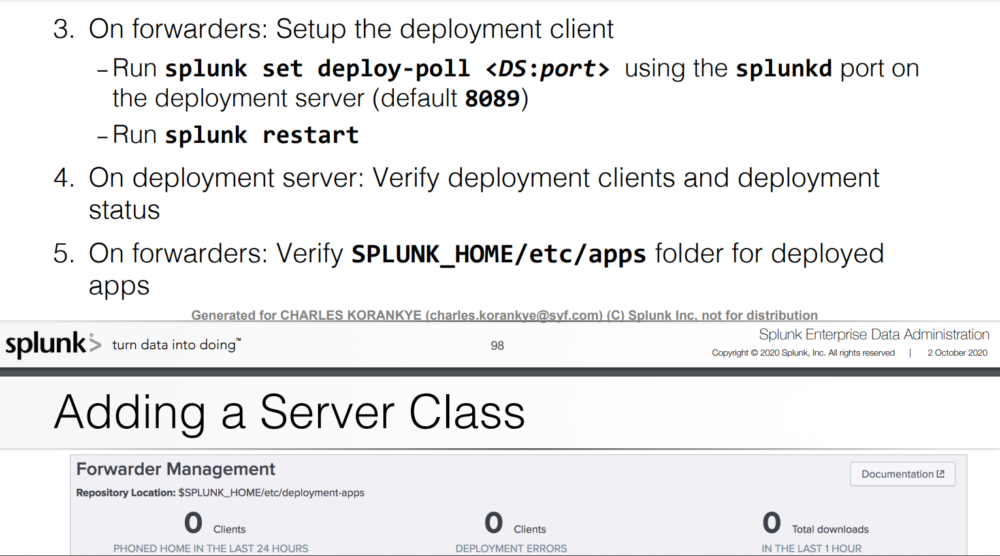 3. On forwarders: Setup the deployment client
– Run splunk set deploy-poll <DS:port> using the splunkd port on
the deployment server (default 8089)
– Run splunk restart
4. On deployment server: Verify deployment clients and deployment
status
5. On forwarders: Verify SPLUNK_HOME/etc/apps folder for deployed
apps
Generated for CHARLES KORANKYE (charles.korankye@syf.com) (C) Splunk Inc, not for distribution
splunk> turn data into doing™
98
Splunk Enterprise Data Administration
Copyright © 2020 Splunk, Inc. All rights reserved | 2 October 2020
Adding a Server Class
Forwarder Management
Documentation
Repository Location: $SPLUNK_HOME/etc/deployment-apps
0 Clients 0 Clients 0 Total downloads
PHONED HOME IN THE LAST 24 HOURS DEPLOYMENT ERRORS IN THE LAST 1 HOUR